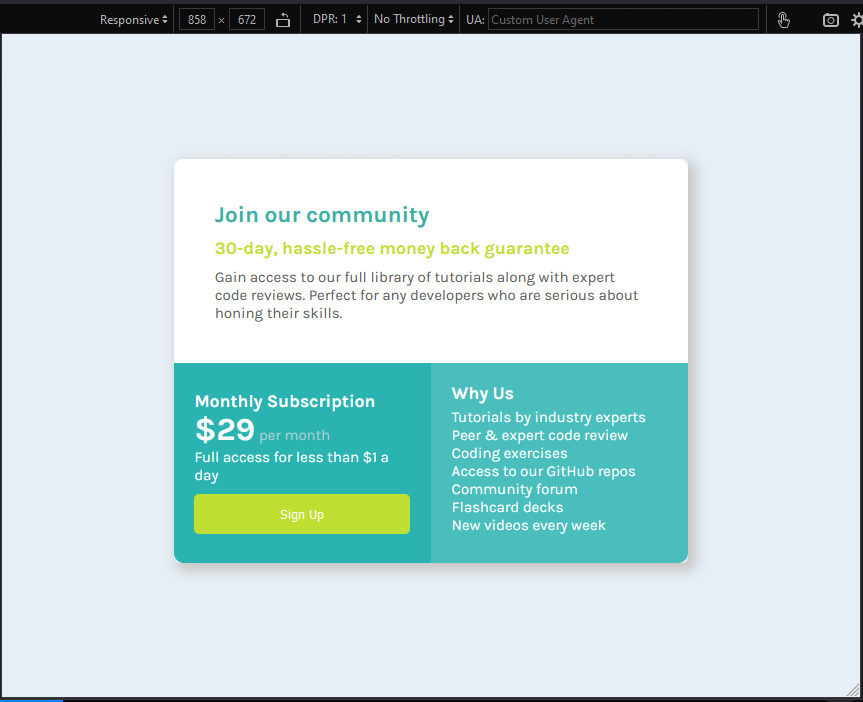 Responsive 858 × 672 DPR: 1 No Throttling UA: Custom User Agent
Join our community
30-day, hassle-free money back guarantee
Gain access to our full library of tutorials along with expert
code reviews. Perfect for any developers who are serious about
honing their skills.
Monthly Subscription
$29 per month
Full access for less than $1 a
day
Sign Up
Why Us
Tutorials by industry experts
Peer & expert code review
Coding exercises
Access to our GitHub repos
Community forum
Flashcard decks
New videos every week